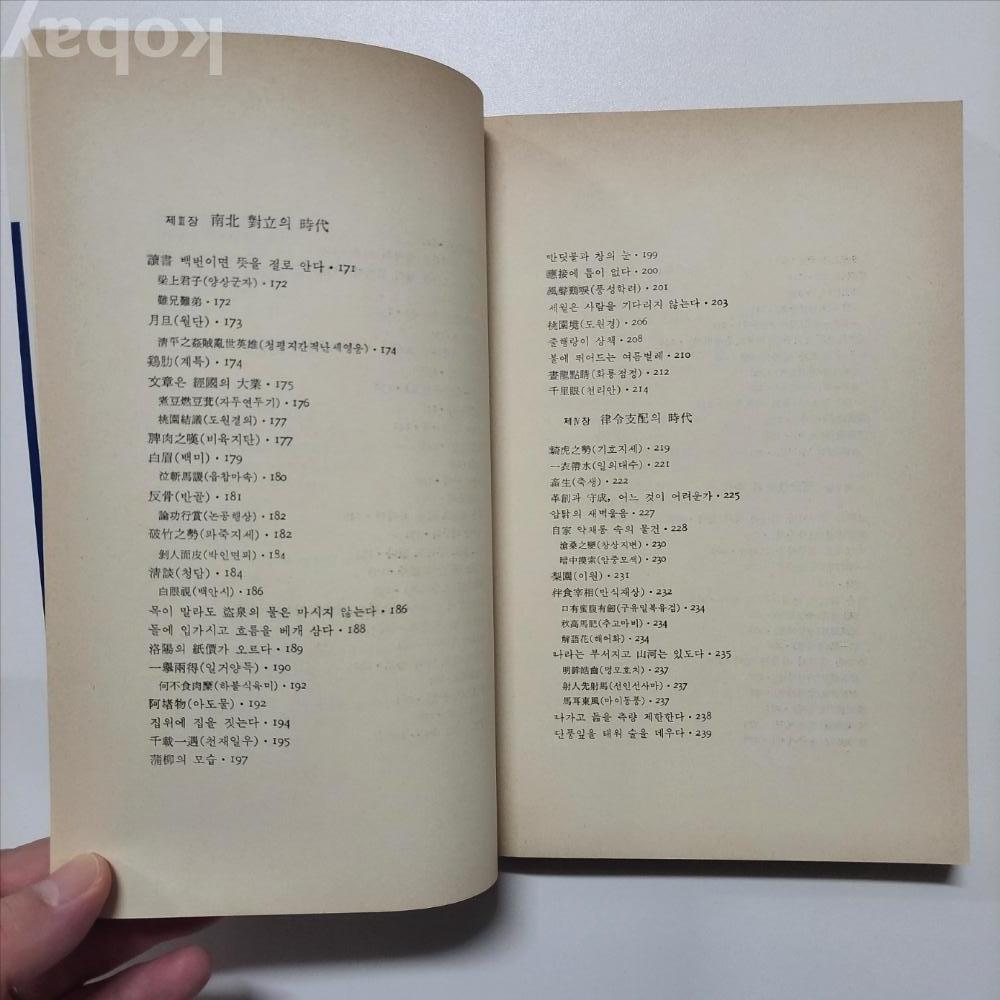 kobay
제Ⅲ장 南北 對立의 時代
讀書 백번이면 뜻을 절로 안다·171
梁上君子(양상군자)·172
難兄難弟·172
月旦(월단)·173
清平之姦賊亂世英雄(청평지간적난세영웅)·174
鷄肋(계륵)·174
文章은 經國의 大業·175
煮豆燃豆萁(자두연두기)·176
桃園結議(도원결의)·177
脾肉之嘆(비육지탄)·177
白眉(백미)·179
泣斬馬謖(읍참마속)·180
反骨(반골)·181
論功行賞(논공행상)·182
破竹之勢(파죽지세)·182
剝人面皮(박인면피)·184
淸談(청담)·184
白眼視(백안시)·186
목이 말라도 盜泉의 물은 마시지 않는다·186
돌에 입가시고 흐름을 베개 삼다·188
洛陽의 紙價가 오르다·189
一擧兩得(일거양득)·190
何不食肉糜(하불식육미)·192
阿堵物(아도물)·192
집위에 집을 짓는다·194
千載一遇(천재일우)·195
蒲柳의 모습·197
반딧불과 창의 눈·199
應接에 틈이 없다·200
風聲鶴唳(풍성학려)·201
세월은 사람을 기다리지 않는다·203
桃園境(도원경)·206
줄행랑이 상책·208
불에 뛰어드는 여름벌레·210
畫龍點睛(화룡점정)·212
千里眼(천리안)·214
제Ⅳ장 律令支配의 時代
騎虎之勢(기호지세)·219
一衣帶水(일의대수)·221
畜生(축생)·222
革創과 守成, 어느 것이 어려운가·225
암탉의 새벽울음·227
自家 약채롱 속의 물건·228
滄桑之變(창상지변)·230
暗中摸索(암중모색)·230
梨園(이원)·231
伴食宰相(반식재상)·232
口有蜜腹有劍(구유밀복유검)·234
秋高馬肥(추고마비)·234
解語花(해어화)·234
나라는 부서지고 山河는 있도다·235
明眸皓齒(명모호치)·237
射人先射馬(선인선사마)·237
馬耳東風(마이동풍)·237
나가고 듦을 측량 제한한다·238
단풍잎을 태워 술을 데우다·239